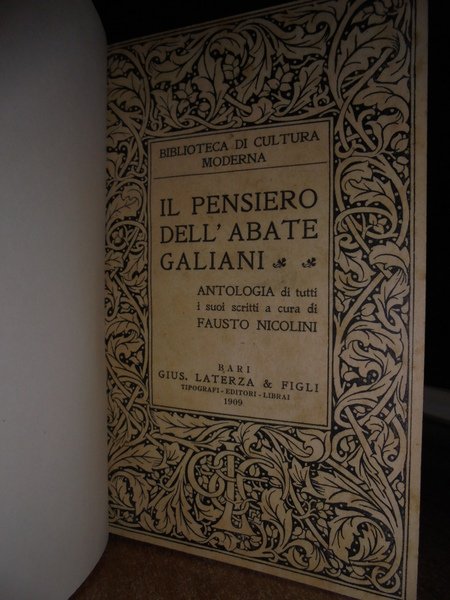 BIBLIOTECA DI CULTURA
MODERNA
IL PENSIERO
DELL'ABATE
GALIANI
ANTOLOGIA di tutti
i suoi scritti a cura di
FAUSTO NICOLINI
BARI
GIUS. LATERZA & FIGLI
TIPOGRAFI-EDITORI-LIBRAI
1909